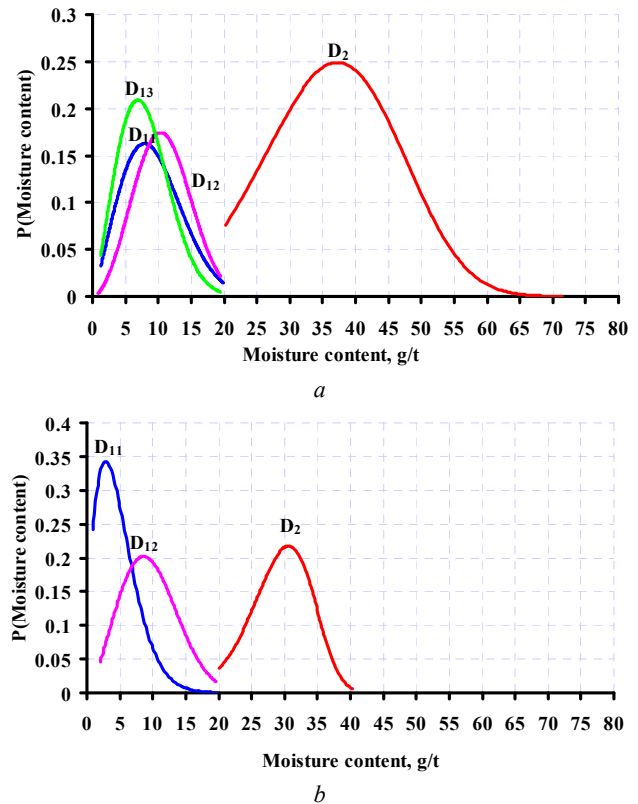 P(Moisture content)
0.3
0.25
0.2
0.15
0.1
0.05
0
D13
D11
D12
D2
0 5 10 15 20 25 30 35 40 45 50 55 60 65 70 75 80
Moisture content, g/t
a
P(Moisture content)
0.4
0.35
0.3
0.25
0.2
0.15
0.1
0.05
0
D11
D12
D2
0 5 10 15 20 25 30 35 40 45 50 55 60 65 70 75 80
Moisture content, g/t
b